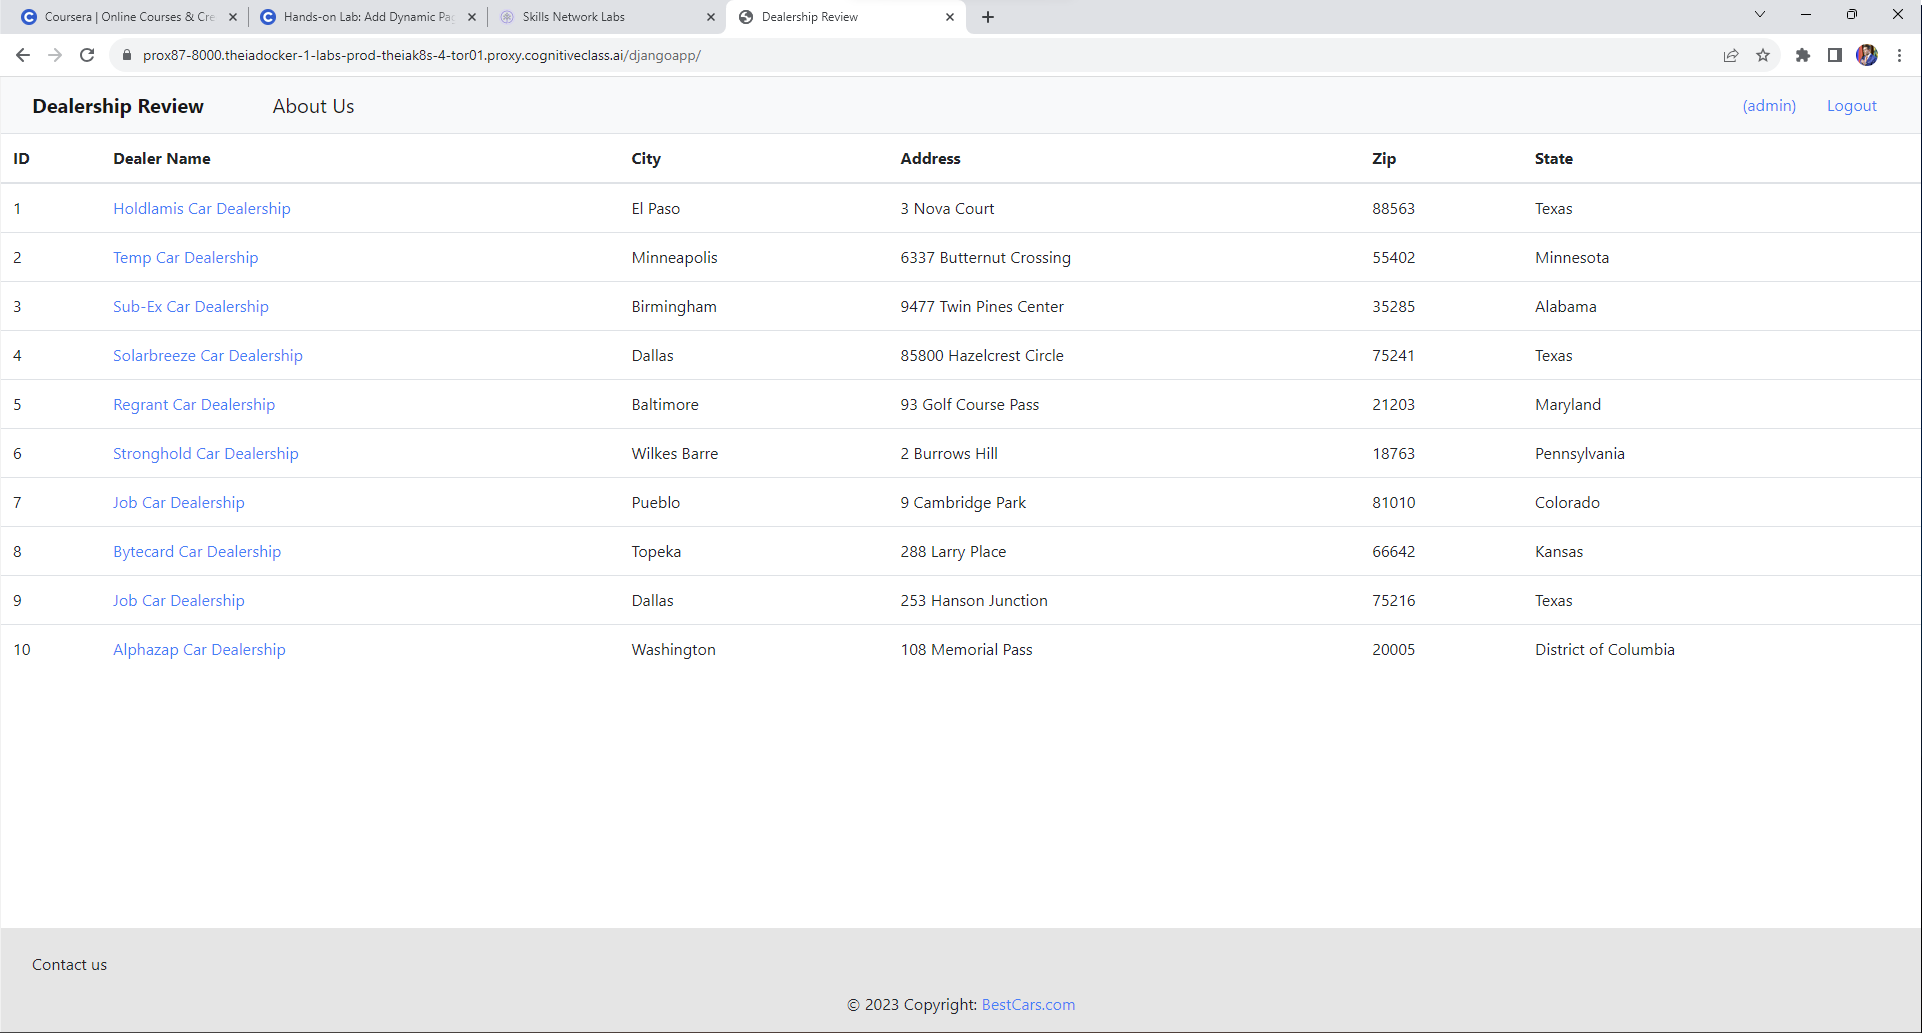 Coursera | Online Courses & Cre
Hands-on Lab: Add Dynamic Pag
Skills Network Labs
Dealership Review
prox87-8000.theiadocker-1-labs-prod-theiak8s-4-tor01.proxy.cognitiveclass.ai/djangoapp/
Dealership Review About Us (admin) Logout
ID Dealer Name City Address Zip State
1 Holdlamis Car Dealership El Paso 3 Nova Court 88563 Texas
2 Temp Car Dealership Minneapolis 6337 Butternut Crossing 55402 Minnesota
3 Sub-Ex Car Dealership Birmingham 9477 Twin Pines Center 35285 Alabama
4 Solarbreeze Car Dealership Dallas 85800 Hazelcrest Circle 75241 Texas
5 Regrant Car Dealership Baltimore 93 Golf Course Pass 21203 Maryland
6 Stronghold Car Dealership Wilkes Barre 2 Burrows Hill 18763 Pennsylvania
7 Job Car Dealership Pueblo 9 Cambridge Park 81010 Colorado
8 Bytecard Car Dealership Topeka 288 Larry Place 66642 Kansas
9 Job Car Dealership Dallas 253 Hanson Junction 75216 Texas
10 Alphazap Car Dealership Washington 108 Memorial Pass 20005 District of Columbia
Contact us
© 2023 Copyright: BestCars.com